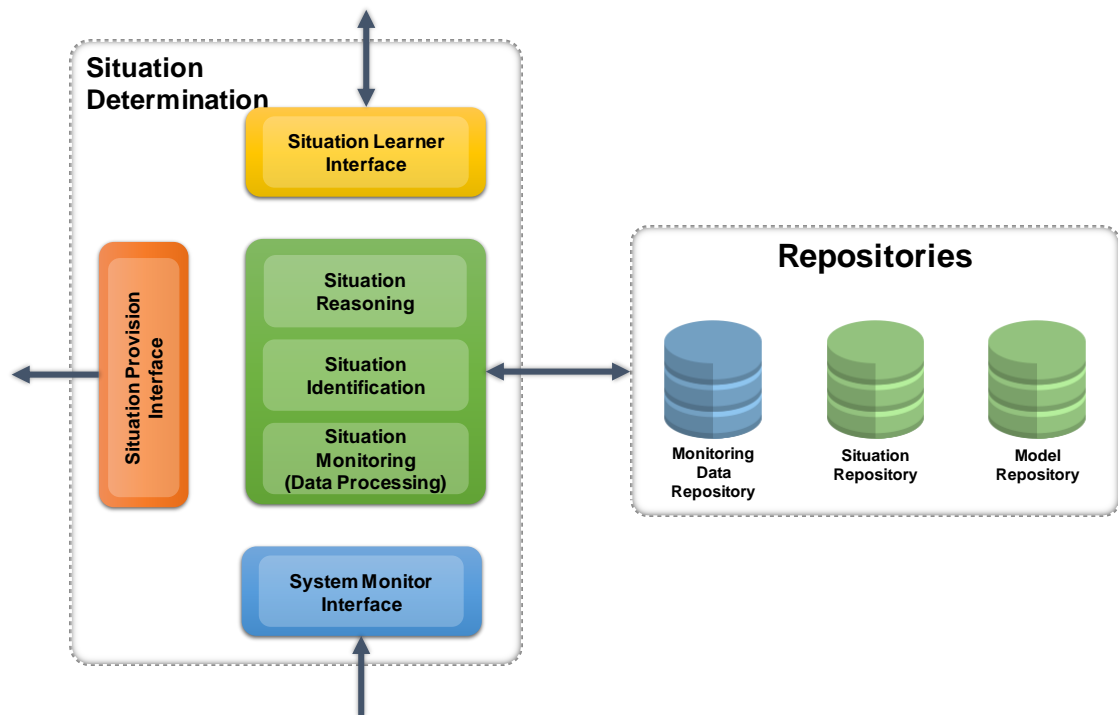 Situation
Determination
Situation Learner
Interface
Situation Provision
Interface
Situation
Reasoning
Situation
Identification
Situation
Monitoring
(Data Processing)
System Monitor
Interface
Repositories
Monitoring
Data
Repository
Situation
Repository
Model
Repository